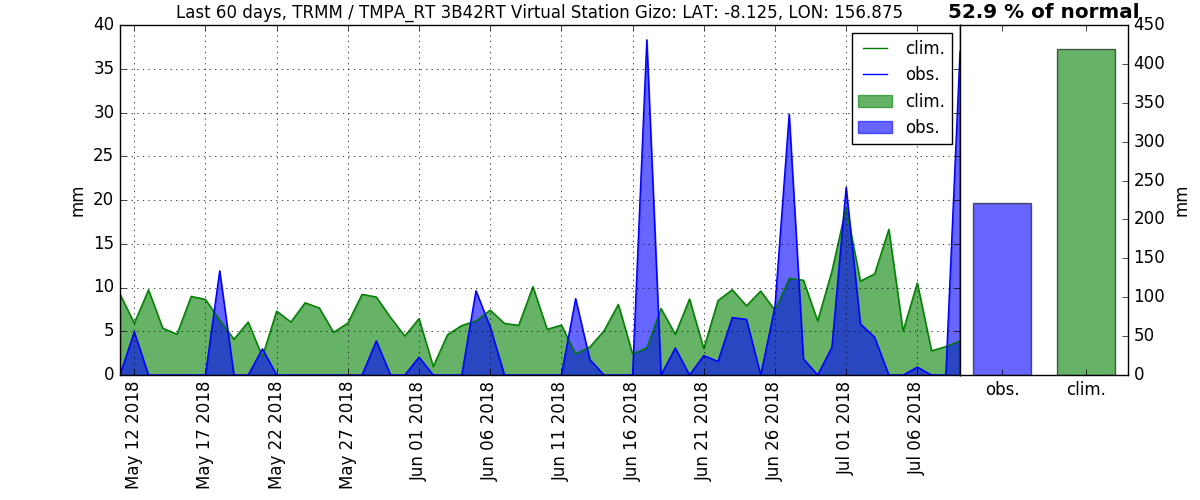 Last 60 days, TRMM / TMPA_RT 3B42RT Virtual Station Gizo: LAT: -8.125, LON: 156.875
52.9 % of normal
mm
40
35
30
25
20
15
10
5
0
clim.
obs.
clim.
obs.
May 12 2018
May 17 2018
May 22 2018
May 27 2018
Jun 01 2018
Jun 06 2018
Jun 11 2018
Jun 16 2018
Jun 21 2018
Jun 26 2018
Jul 01 2018
Jul 06 2018
450
400
350
300
250
200
150
100
50
0
mm
obs.
clim.